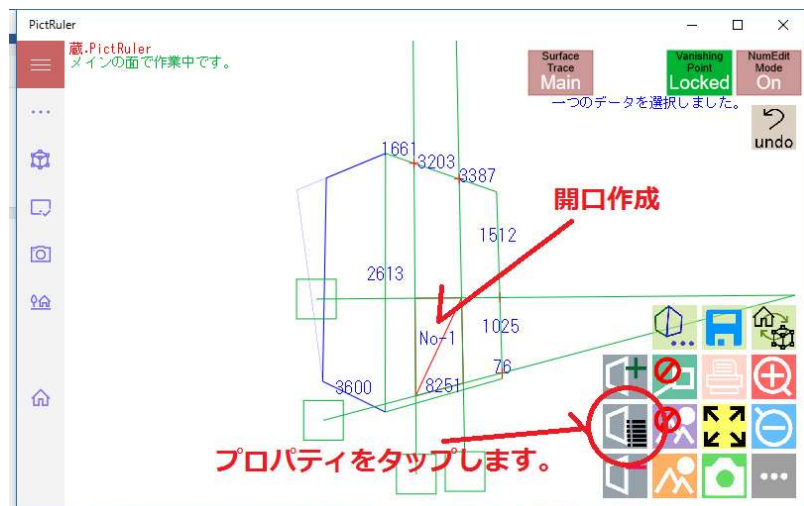 PictRuler
蔵.PictRuler
メインの面で作業中です。
Surface
Trace
Main
Vanishing
Point
Locked
NumEdit
Mode
On
一つのデータを選択しました。
undo
1661
3203
3387
開口作成
1512
2613
No-1
1025
76
3600
8251
プロパティをタップします。